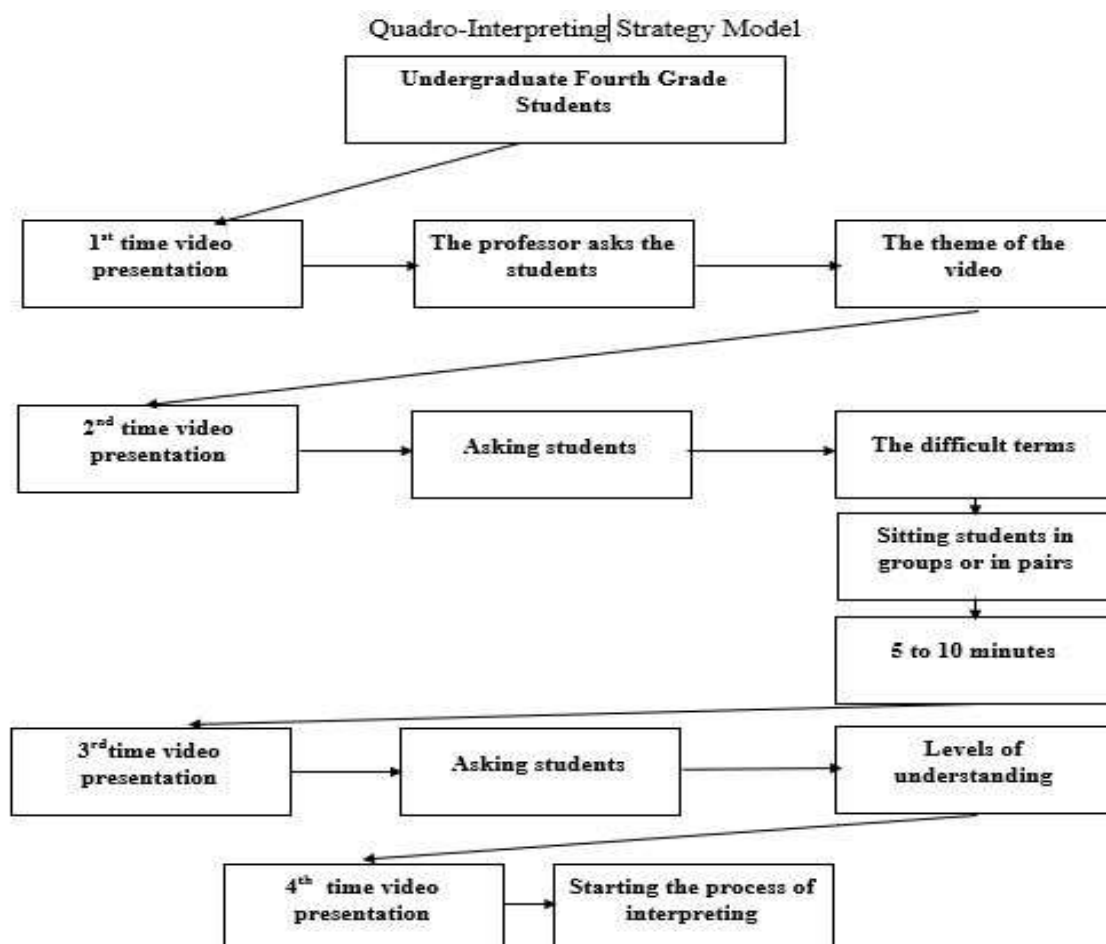 Quadro-Interpreting Strategy Model
Undergraduate Fourth Grade
Students
1st time video
presentation
The professor asks the
students
The theme of the
video
2nd time video
presentation
Asking students
The difficult terms
Sitting students in
groups or in pairs
5 to 10 minutes
3rd time video
presentation
Asking students
Levels of
understanding
4th time video
presentation
Starting the process of
interpreting